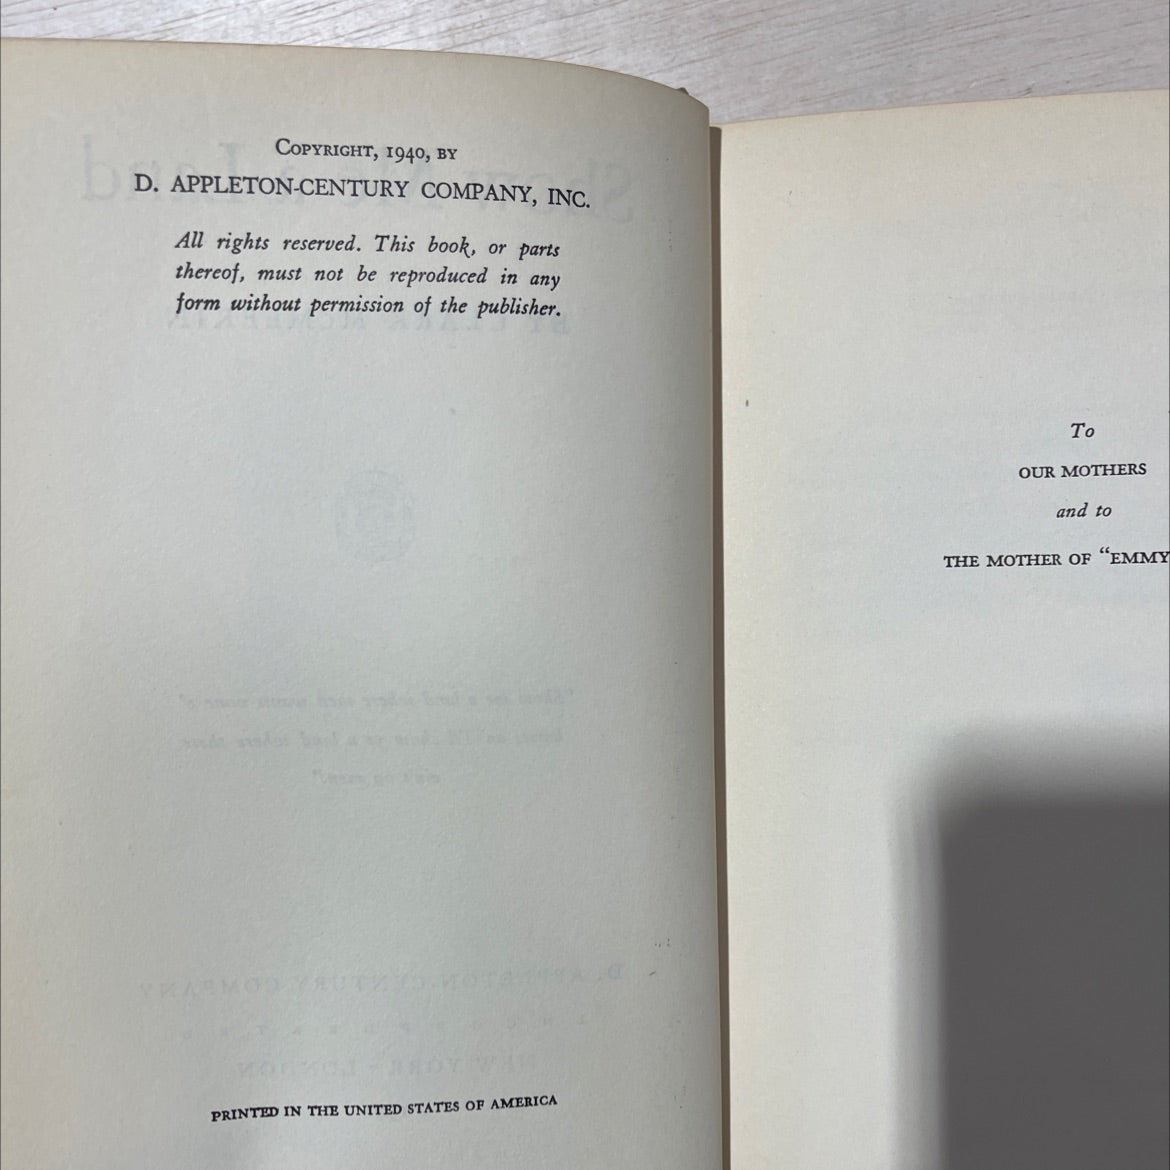 Copyright, 1940, by
D. APPLETON-CENTURY COMPANY, INC.
All rights reserved. This book, or parts
thereof, must not be reproduced in any
form without permission of the publisher.
PRINTED IN THE UNITED STATES OF AMERICA
To
OUR MOTHERS
and to
THE MOTHER OF "EMMY